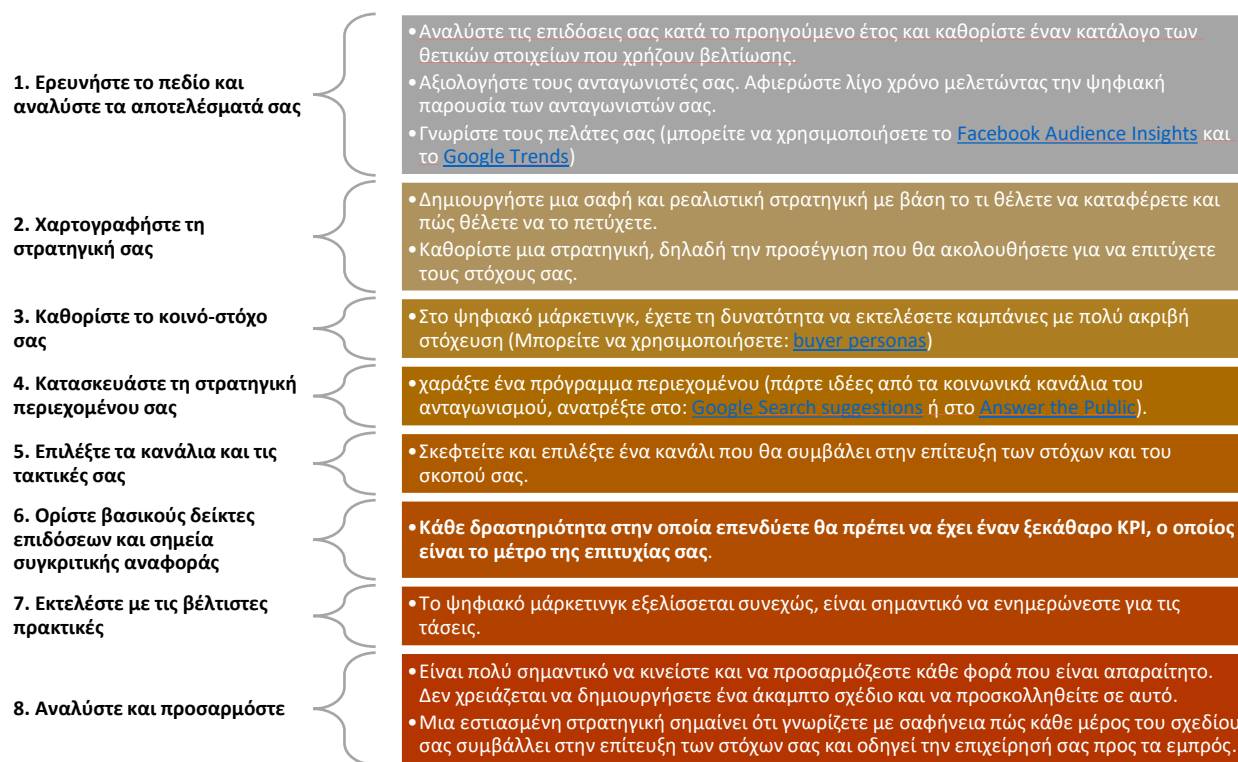 1. Ερευνήστε το πεδίο και
αναλύστε τα αποτελέσματά σας
•Αναλύστε τις επιδόσεις σας κατά το προηγούμενο έτος και καθορίστε έναν κατάλογο των
θετικών στοιχείων που χρήζουν βελτίωσης.
•Αξιολογήστε τους ανταγωνιστές σας. Αφιερώστε λίγο χρόνο μελετώντας την ψηφιακή
παρουσία των ανταγωνιστών σας.
•Γνωρίστε τους πελάτες σας (μπορείτε να χρησιμοποιήσετε το Facebook Audience Insights και
το Google Trends)
2. Χαρτογραφήστε τη
στρατηγική σας
•Δημιουργήστε μια σαφή και ρεαλιστική στρατηγική με βάση το τι θέλετε να καταφέρετε και
πώς θέλετε να το πετύχετε.
•Καθορίστε μια στρατηγική, δηλαδή την προσέγγιση που θα ακολουθήσετε για να επιτύχετε
τους στόχους σας.
3. Καθορίστε το κοινό-στόχο
σας
•Στο ψηφιακό μάρκετινγκ, έχετε τη δυνατότητα να εκτελέσετε καμπάνιες με πολύ ακριβή
στόχευση (Μπορείτε να χρησιμοποιήσετε: buyer personas)
4. Κατασκευάστε τη στρατηγική
περιεχομένου σας
•χαράξτε ένα πρόγραμμα περιεχομένου (πάρτε ιδέες από τα κοινωνικά κανάλια του
ανταγωνισμού, ανατρέξτε στο: Google Search suggestions ή στο Answer the Public).
5. Επιλέξτε τα κανάλια και τις
τακτικές σας
•Σκεφτείτε και επιλέξτε ένα κανάλι που θα συμβάλει στην επίτευξη των στόχων και του
σκοπού σας.
6. Ορίστε βασικούς δείκτες
επιδόσεων και σημεία
συγκριτικής αναφοράς
•Κάθε δραστηριότητα στην οποία επενδύετε θα πρέπει να έχει έναν ξεκάθαρο KPI, ο οποίος
είναι το μέτρο της επιτυχίας σας.
7. Εκτελέστε με τις βέλτιστες
πρακτικές
•Το ψηφιακό μάρκετινγκ εξελίσσεται συνεχώς, είναι σημαντικό να ενημερώνεστε για τις
τάσεις.
8. Αναλύστε και προσαρμόστε
•Είναι πολύ σημαντικό να κινείστε και να προσαρμόζεστε κάθε φορά που είναι απαραίτητο.
Δεν χρειάζεται να δημιουργήσετε ένα άκαμπτο σχέδιο και να προσκολληθείτε σε αυτό.
•Μια εστιασμένη στρατηγική σημαίνει ότι γνωρίζετε με σαφήνεια πώς κάθε μέρος του σχεδίου
σας συμβάλλει στην επίτευξη των στόχων σας και οδηγεί την επιχείρησή σας προς τα εμπρός.